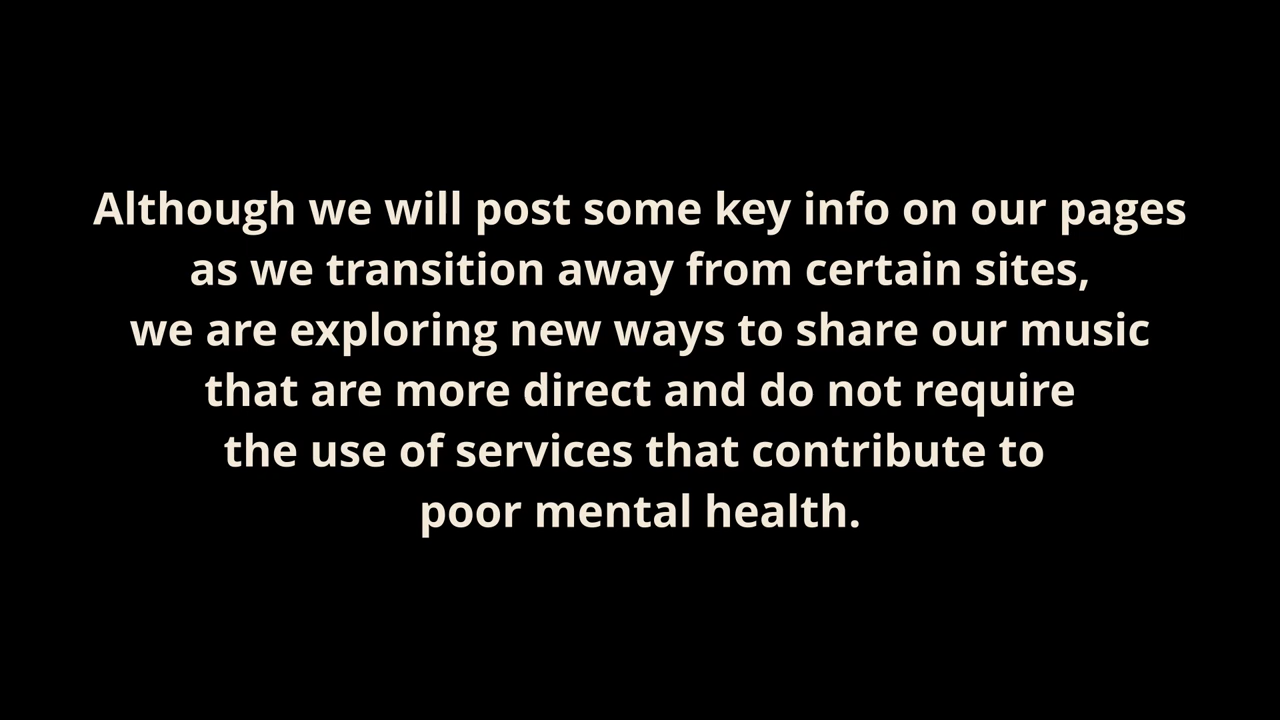 Although we will post some key info on our pages
as we transition away from certain sites,
we are exploring new ways to share our music
that are more direct and do not require
the use of services that contribute to
poor mental health.